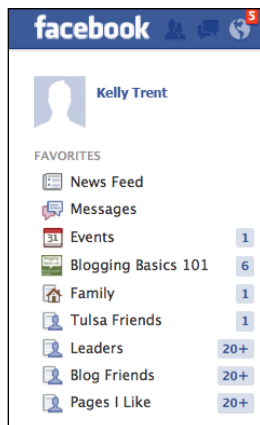 facebook 5
Kelly Trent
FAVORITES
News Feed
Messages
31 Events 1
Blogging Basics 101 6
Family 1
Tulsa Friends 1
Leaders 20+
Blog Friends 20+
Pages I Like 20+